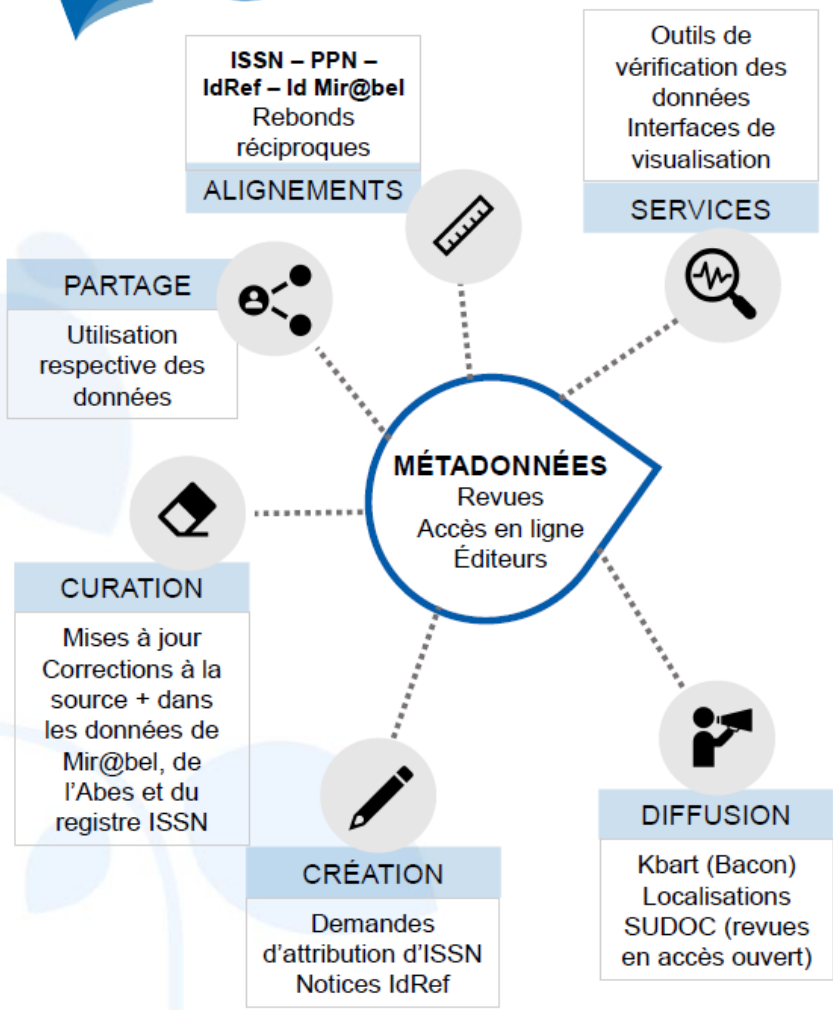 ISSN – PPN –
IdRef – Id Mir@bel
Rebonds
réciproques
ALIGNEMENTS
Outils de
vérification des
données
Interfaces de
visualisation
SERVICES
PARTAGE
Utilisation
respective des
données
MÉTADONNÉES
Revues
Accès en ligne
Éditeurs
CURATION
Mises à jour
Corrections à la
source + dans
les données de
Mir@bel, de
l'Abes et du
registre ISSN
CRÉATION
Demandes
d'attribution d'ISSN
Notices IdRef
DIFFUSION
Kbart (Bacon)
Localisations
SUDOC (revues
en accès ouvert)